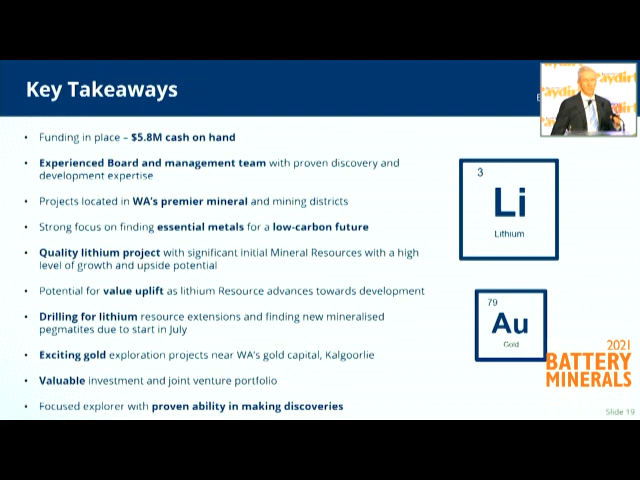 Key Takeaways
• Funding in place – $5.8M cash on hand
• Experienced Board and management team with proven discovery and
development expertise
• Projects located in WA's premier mineral and mining districts
• Strong focus on finding essential metals for a low-carbon future
• Quality lithium project with significant initial Mineral Resources with a high
level of growth and upside potential
• Potential for value uplift as lithium Resource advances towards development
• Drilling for lithium resource extensions and finding new mineralised
pegmatites due to start in July
• Exciting gold exploration projects near WA's gold capital, Kalgoorlie
• Valuable investment and joint venture portfolio
• Focused explorer with proven ability in making discoveries
3
Li
Lithium
79
Au
Gold
2021
BATTERY
MINERALS
Slide 19